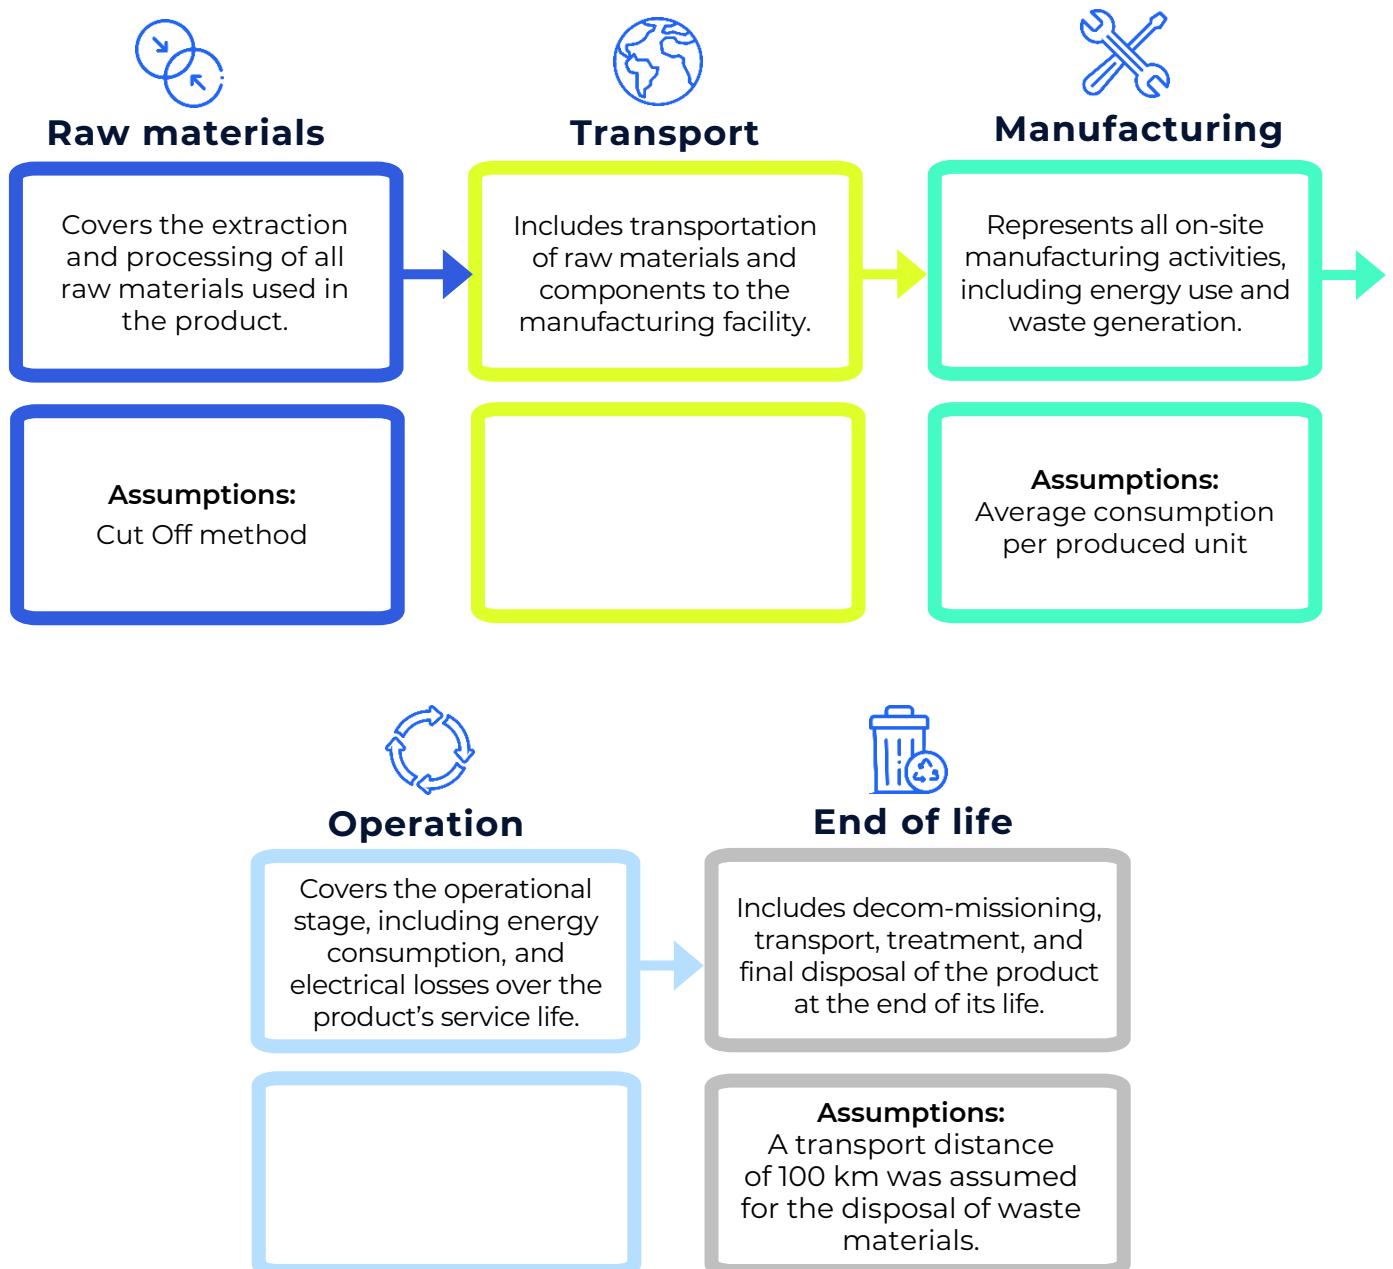 Raw materials
Covers the extraction
and processing of all
raw materials used in
the product.
Assumptions:
Cut Off method
Transport
Includes transportation
of raw materials and
components to the
manufacturing facility.
Manufacturing
Represents all on-site
manufacturing activities,
including energy use and
waste generation.
Assumptions:
Average consumption
per produced unit
Operation
Covers the operational
stage, including energy
consumption, and
electrical losses over the
product’s service life.
End of life
Includes decom-missioning,
transport, treatment, and
final disposal of the product
at the end of its life.
Assumptions:
A transport distance
of 100 km was assumed
for the disposal of waste
materials.